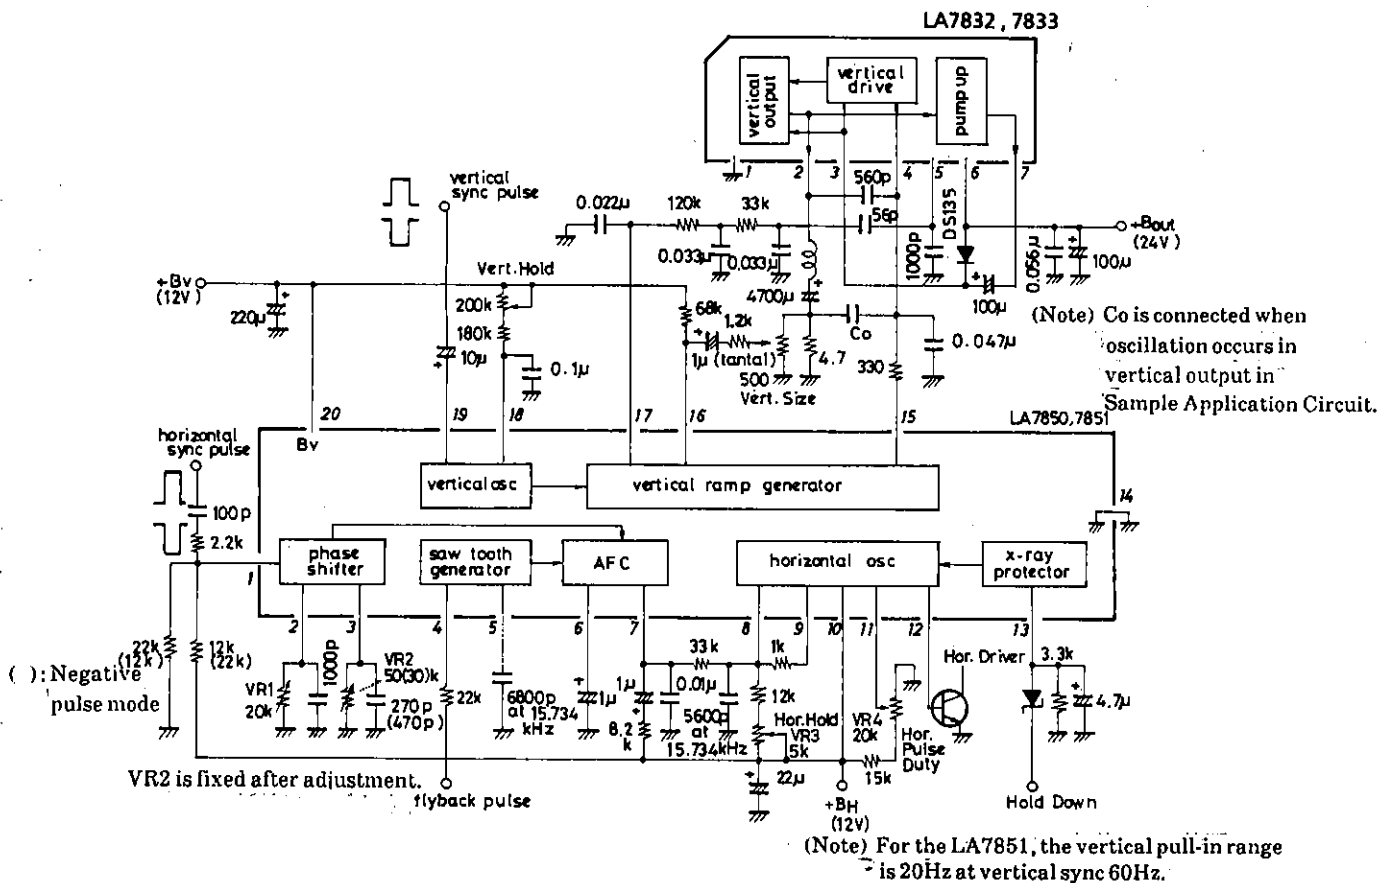 LA7832, 7833
vertical output
vertical drive
pump up
1
2
3
4
5
6
7
vertical
sync pulse
0.022µ
120k
33k
560p
56p
DS135
+Bout
(24V)
0.033µ
0.033µ
1000p
0.056µ
100µ
+Bv
(12V)
220µ
Vert.Hold
200k
180k
10µ
0.1µ
68k
1.2k
1µ (tantal)
4700µ
Co
100µ
500
Vert. Size
4.7
330
0.047µ
(Note) Co is connected when
oscillation occurs in
vertical output in
Sample Application Circuit.
20
19
18
17
16
15
LA7850,7851
Bv
horizontal
sync pulse
100p
2.2k
vertical osc
vertical ramp generator
14
phase
shifter
saw tooth
generator
AFC
horizontal osc
x-ray
protector
1
2
3
4
5
6
7
8
9
10
11
12
13
22k
(12k)
12k
(22k)
( ): Negative
pulse mode
VR1
20k
1000p
VR2
50(30)k
270p
(470p)
22k
6800p
at 15.734
kHz
1µ
1µ
8.2
k
33k
0.01µ
5600p
at
15.734kHz
1k
12k
Hor.Hold
VR3
5k
VR4
20k
Hor.
Pulse
Duty
15k
22µ
Hor. Driver
3.3k
4.7µ
VR2 is fixed after adjustment.
flyback pulse
+BH
(12V)
Hold Down
(Note) For the LA7851, the vertical pull-in range
is 20Hz at vertical sync 60Hz.